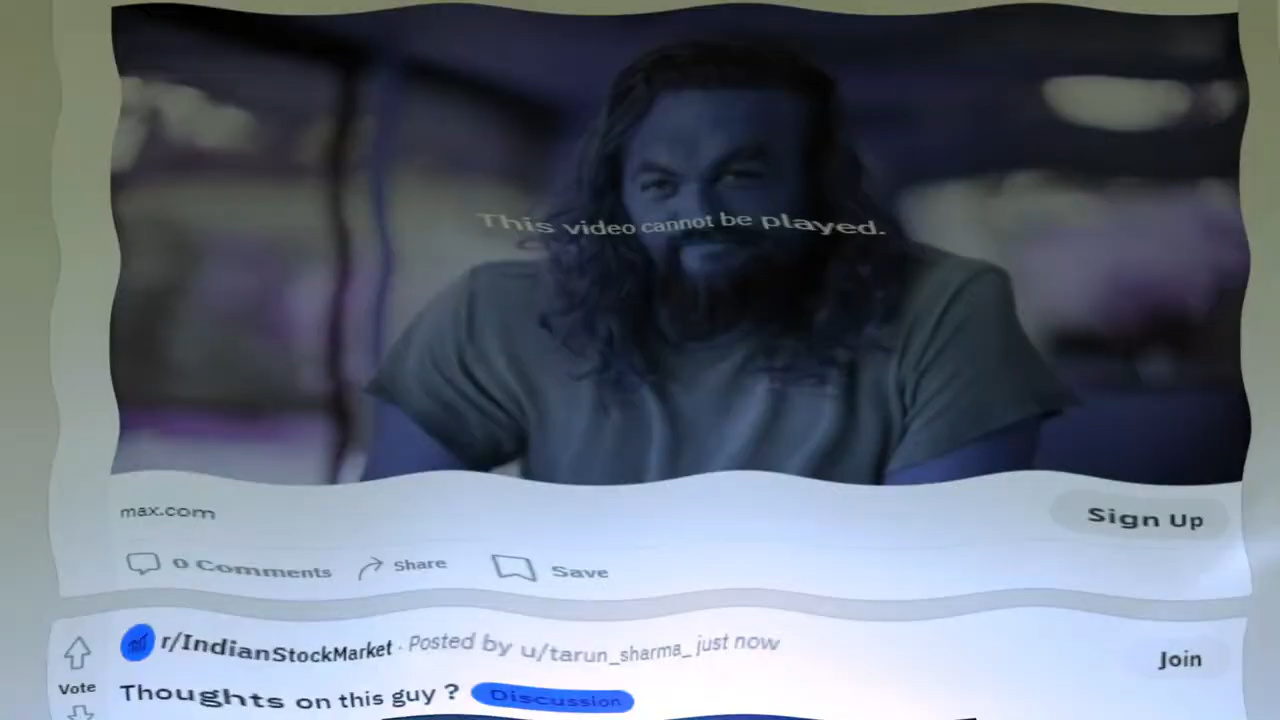 This video cannot be played.
max.com
Sign Up
0 Comments Share Save
r/IndianStockMarket · Posted by u/tarun_sharma_ just now
Join
Vote
Thoughts on this guy ? Discussion